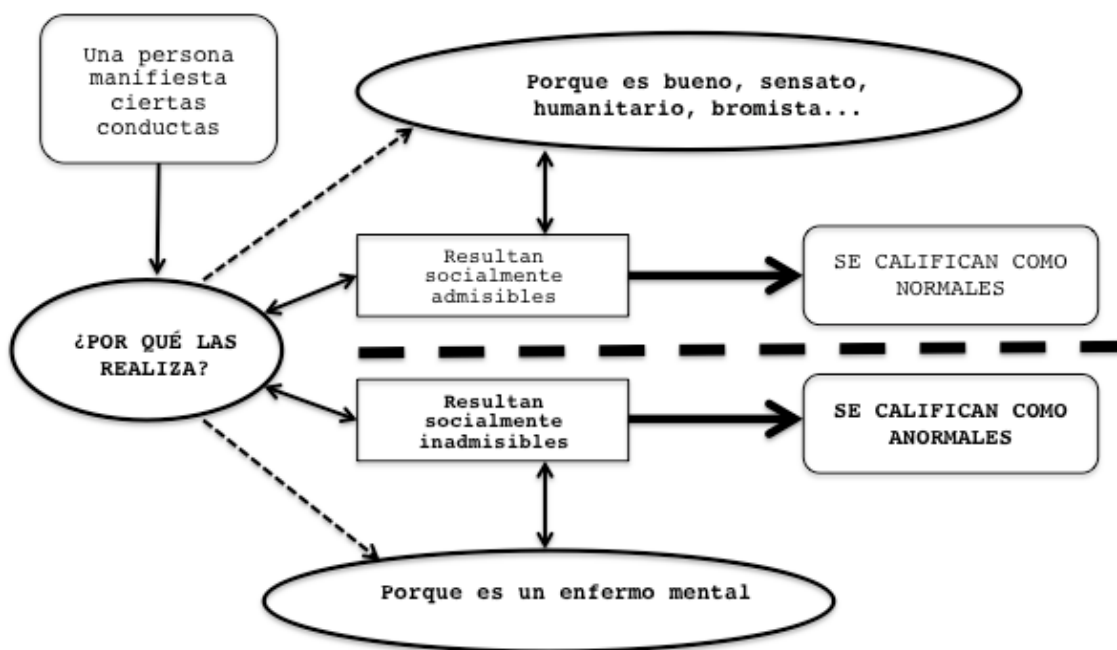 Una persona
manifiesta
ciertas
conductas
Porque es bueno, sensato,
humanitario, bromista...
Resultan
socialmente
admisibles
SE CALIFICAN COMO
NORMALES
¿POR QUÉ LAS
REALIZA?
Resultan
socialmente
inadmisibles
SE CALIFICAN COMO
ANORMALES
Porque es un enfermo mental